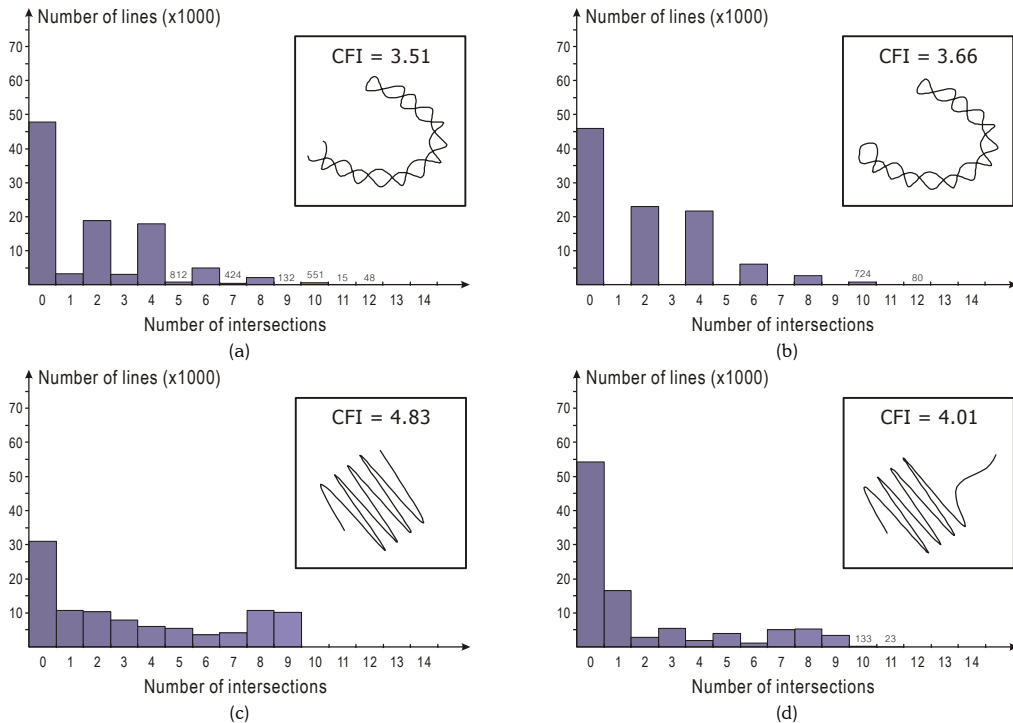 Number of lines (x1000)
CFI = 3.51
70
60
50
40
30
20
10
812 424 132 551 15 48
0 1 2 3 4 5 6 7 8 9 10 11 12 13 14
Number of intersections
(a)
Number of lines (x1000)
CFI = 3.66
70
60
50
40
30
20
10
724 80
0 1 2 3 4 5 6 7 8 9 10 11 12 13 14
Number of intersections
(b)
Number of lines (x1000)
CFI = 4.83
70
60
50
40
30
20
10
0 1 2 3 4 5 6 7 8 9 10 11 12 13 14
Number of intersections
(c)
Number of lines (x1000)
CFI = 4.01
70
60
50
40
30
20
10
133 23
0 1 2 3 4 5 6 7 8 9 10 11 12 13 14
Number of intersections
(d)